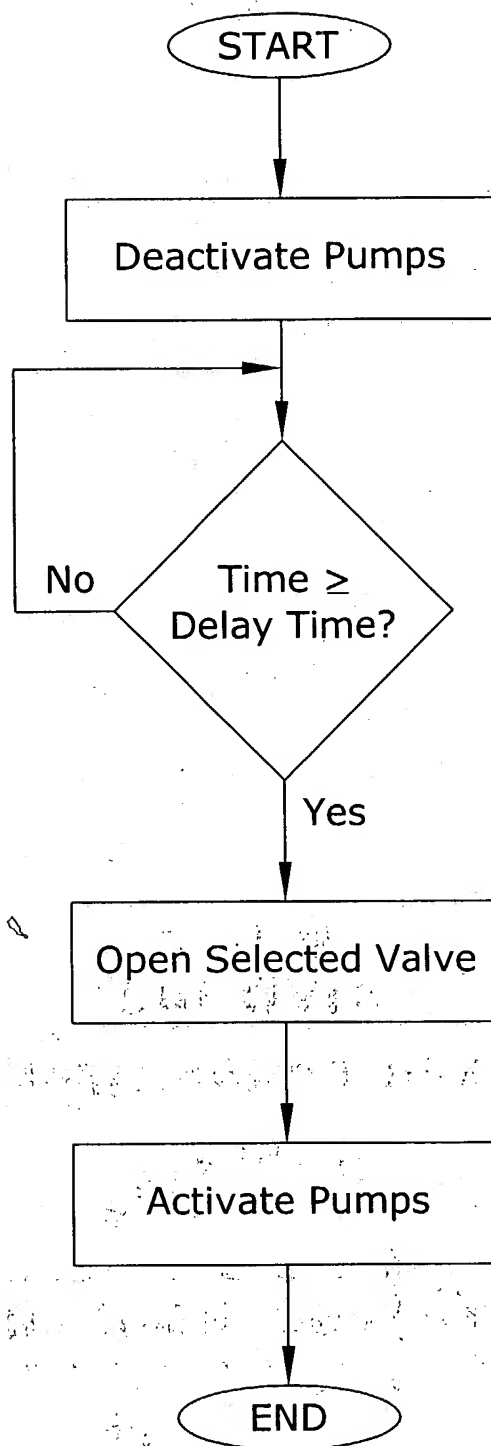 START
Deactivate Pumps
No
Time ≥
Delay Time?
Yes
Open Selected Valve
Activate Pumps
END